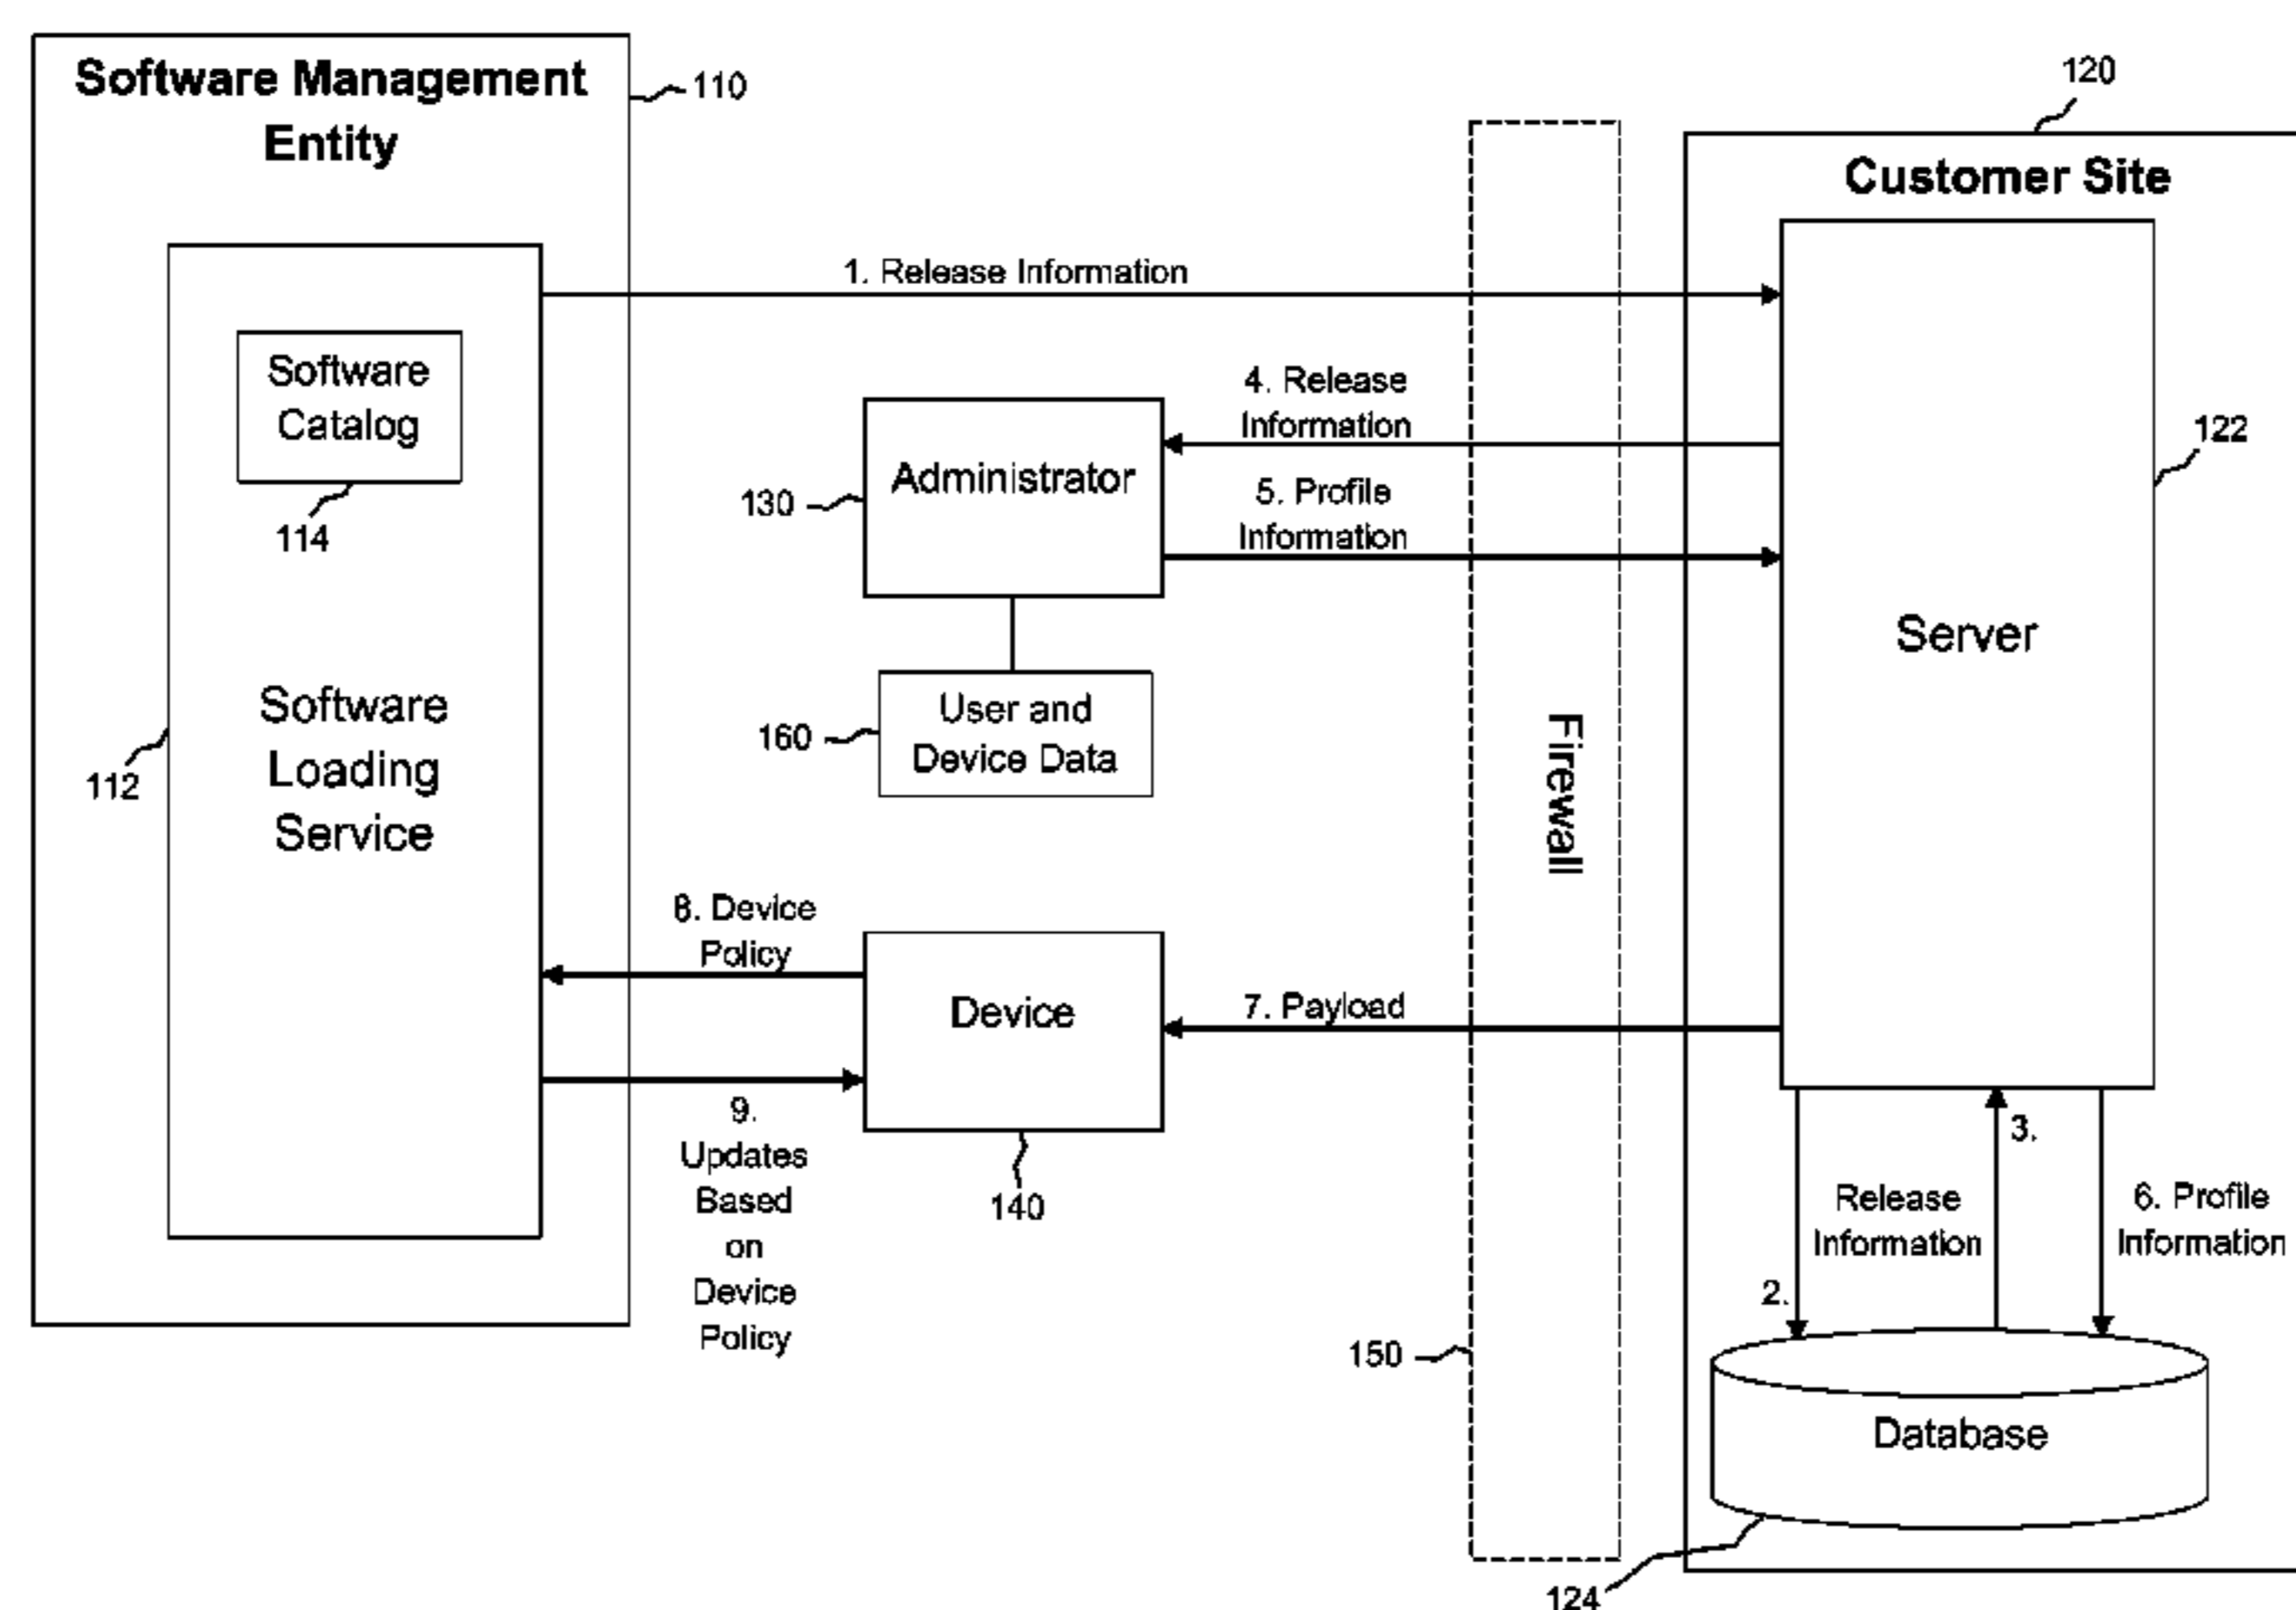 Software Management
Entity
110
120
Customer Site
1. Release Information
Software
Catalog
114
4. Release
Information
Administrator
130
5. Profile
Information
122
Server
Software
Loading
Service
112
User and
Device Data
160
Firewall
8. Device
Policy
Device
7. Payload
9.
Updates
Based
on
Device
Policy
140
3.
Release
Information
6. Profile
Information
2.
150
Database
124